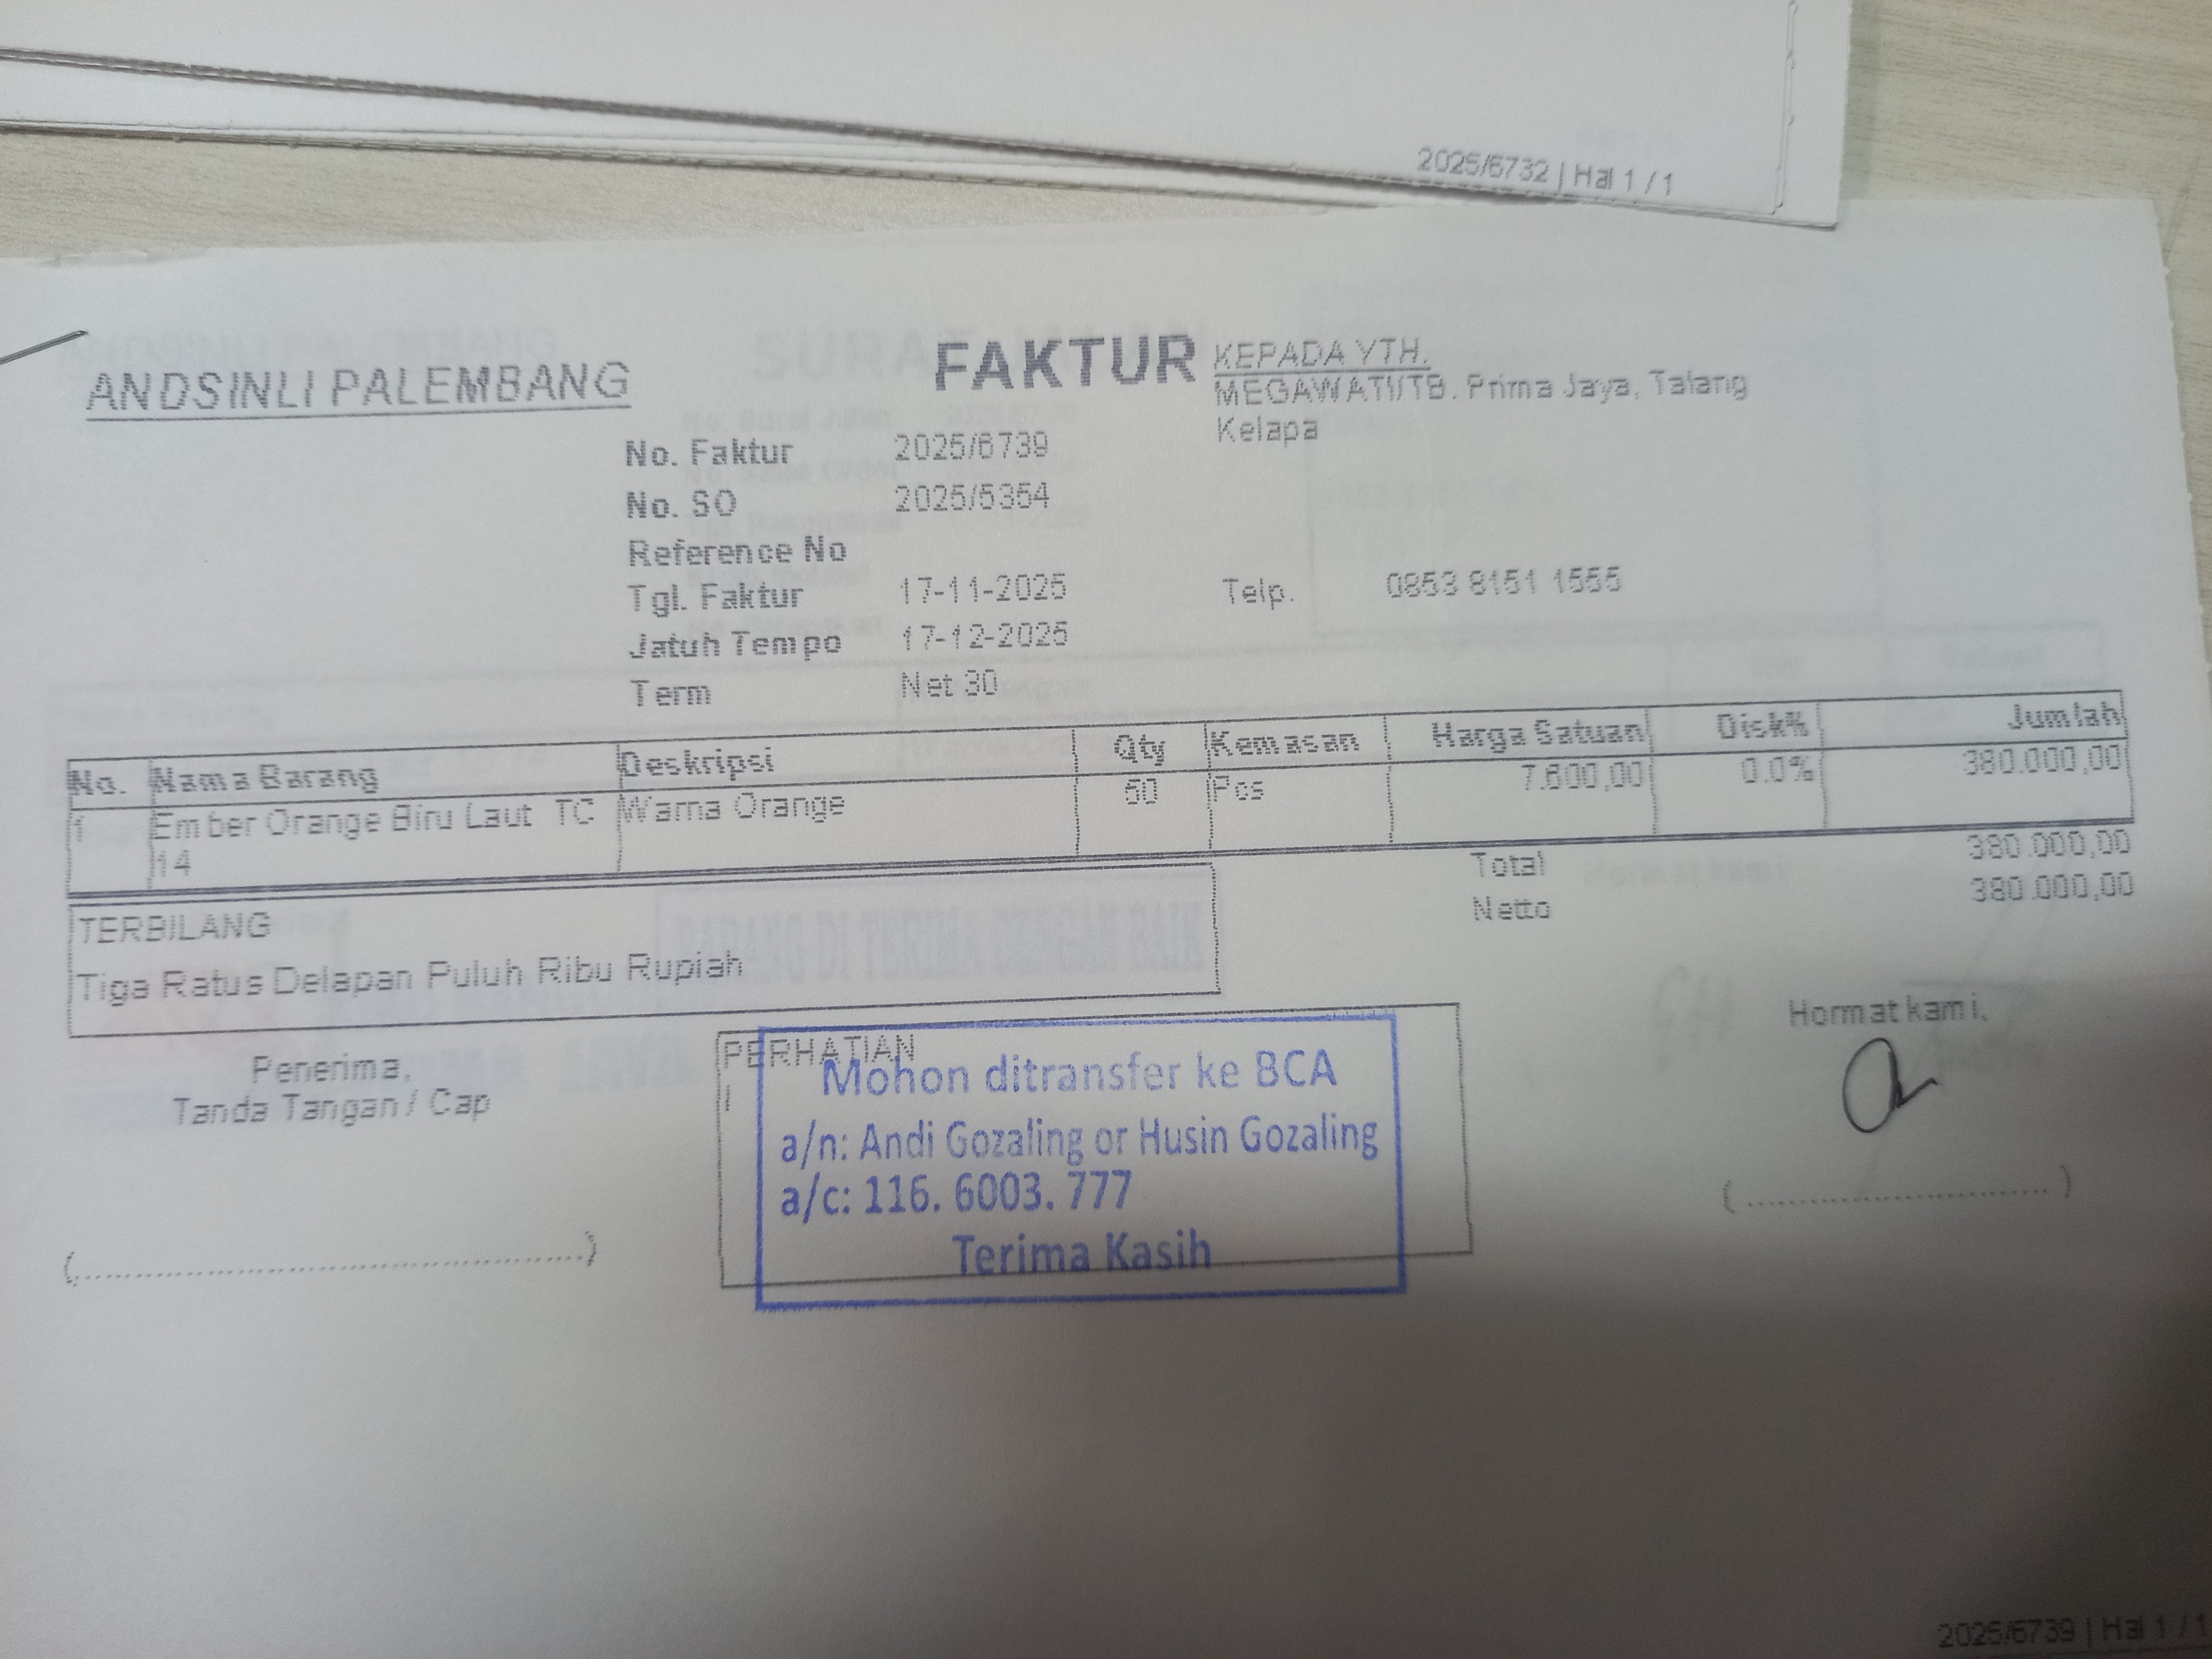 2025/6732 | Hal 1 / 1
ANDSINLI PALEMBANG
FAKTUR
KEPADA YTH.
MEGAWATI/TB. Prima Jaya, Talang
Kelapa
No. Faktur 2025/6739
No. SO 2025/5354
Reference No
Tgl. Faktur 17-11-2025 Telp. 0853 8151 1555
Jatuh Tempo 17-12-2025
Term Net 30
No. Nama Barang Deskripsi Qty Kemasan Harga Satuan Disk% Jumlah
1 Ember Orange Biru Laut TC Warna Orange 50 Pcs 7.600,00 0.0% 380.000,00
14
Total 380.000,00
Netto 380.000,00
TERBILANG
Tiga Ratus Delapan Puluh Ribu Rupiah
Penerima,
Tanda Tangan / Cap
(................................................)
PERHATIAN
Mohon ditransfer ke BCA
a/n: Andi Gozaling or Husin Gozaling
a/c: 116. 6003. 777
Terima Kasih
Hormat kami,
(................................)
2025/6739 | Hal 1 / 1